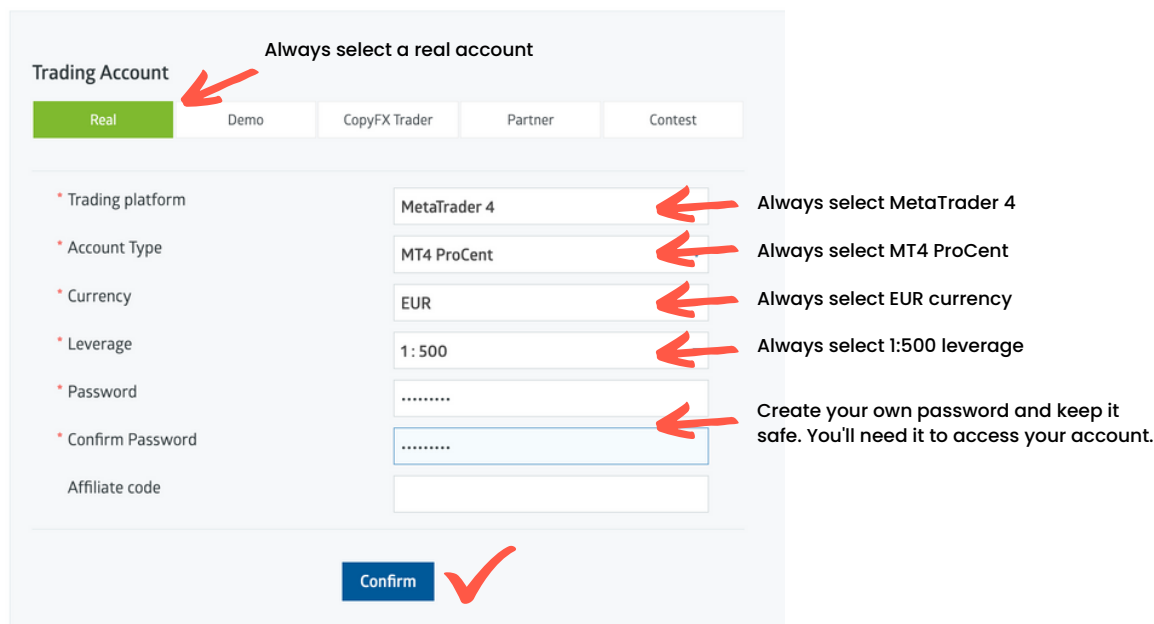 Always select a real account
Trading Account
Real
Demo
CopyFX Trader
Partner
Contest
* Trading platform
MetaTrader 4
Always select MetaTrader 4
* Account Type
MT4 ProCent
Always select MT4 ProCent
* Currency
EUR
Always select EUR currency
* Leverage
1 : 500
Always select 1:500 leverage
* Password
•••••••••
Create your own password and keep it
safe. You'll need it to access your account.
* Confirm Password
•••••••••
Affiliate code
Confirm